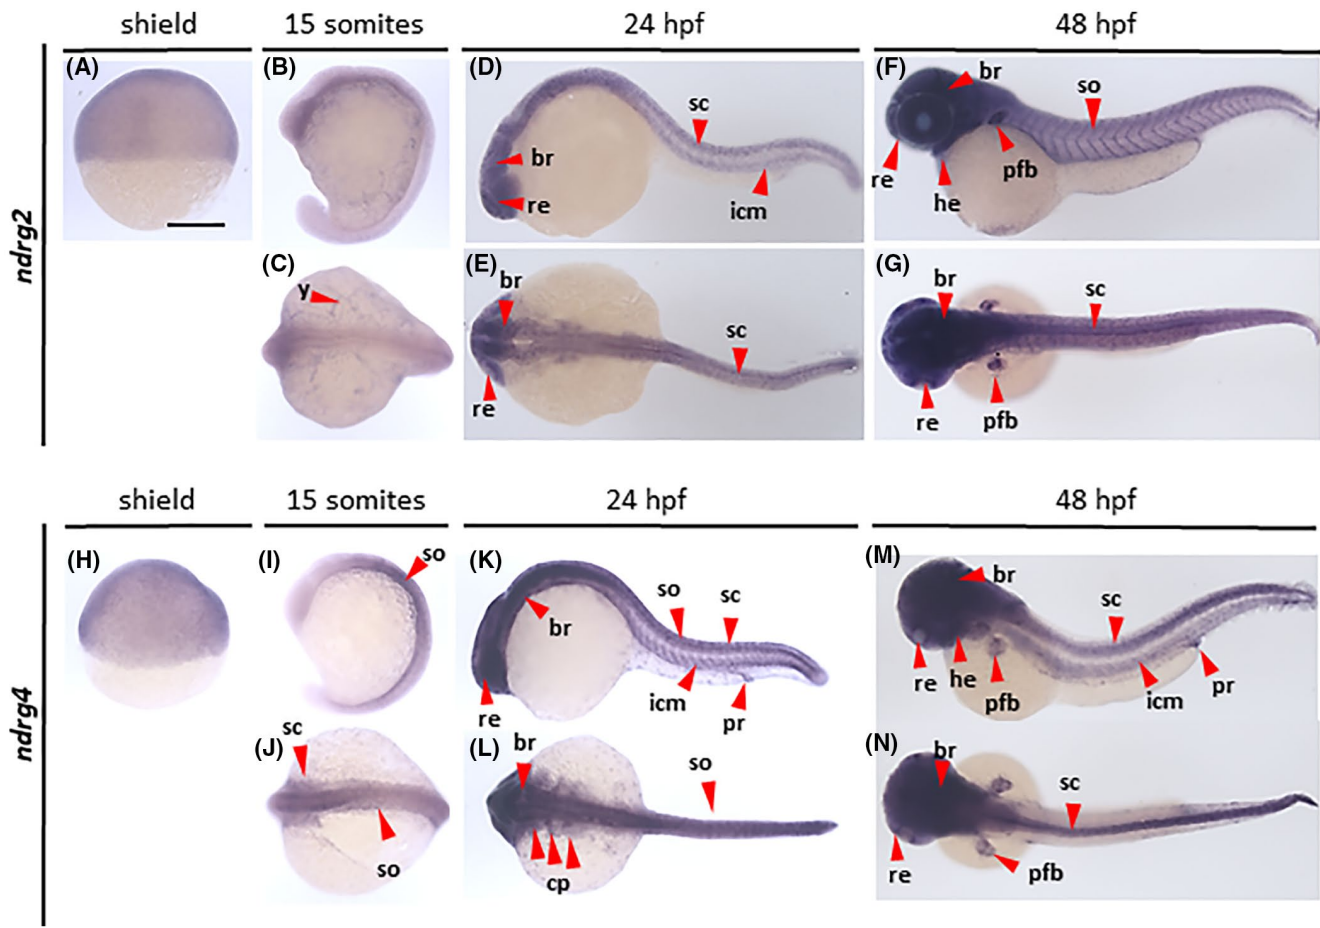 shield 15 somites 24 hpf 48 hpf
ndrg2
(A) (B) (D) (F)
br
so
sc
br
re
icm
pfb
re
he
(C) (E) (G)
y
br
br
sc
sc
re
re
pfb
shield 15 somites 24 hpf 48 hpf
ndrg4
(H) (I) (K) (M)
so
br
so
sc
sc
br
re
icm
pr
re
he
pfb
icm
pr
(J) (L) (N)
sc
br
so
br
sc
so
cp
re
pfb